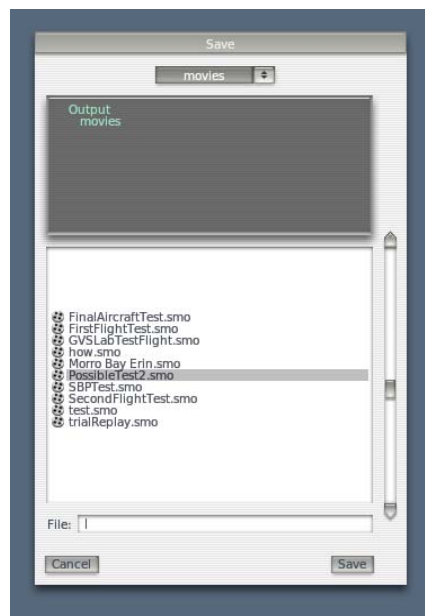 Save
movies
Output
movies
FinalAircraftTest.smo
FirstFlightTest.smo
GVSLabTestFlight.smo
how.smo
Morro Bay Erin.smo
PossibleTest2.smo
SBPTest.smo
SecondFlightTest.smo
test.smo
trialReplay.smo
File:
Cancel Save